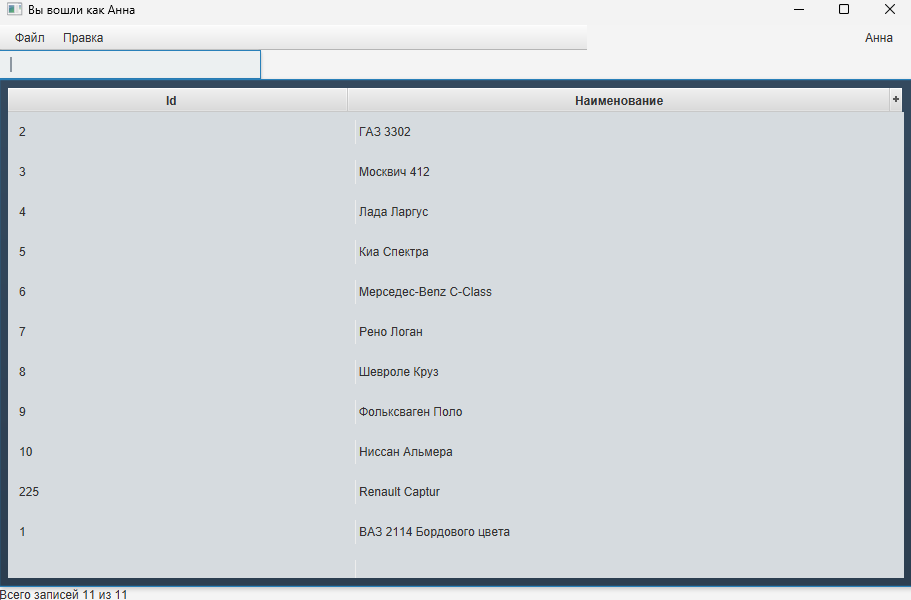 Вы вошли как Анна
Файл Правка Анна
Id Наименование +
2 ГАЗ 3302
3 Москвич 412
4 Лада Ларгус
5 Киа Спектра
6 Мерседес-Benz C-Class
7 Рено Логан
8 Шевроле Круз
9 Фольксваген Поло
10 Ниссан Альмера
225 Renault Captur
1 ВАЗ 2114 Бордового цвета
Всего записей 11 из 11